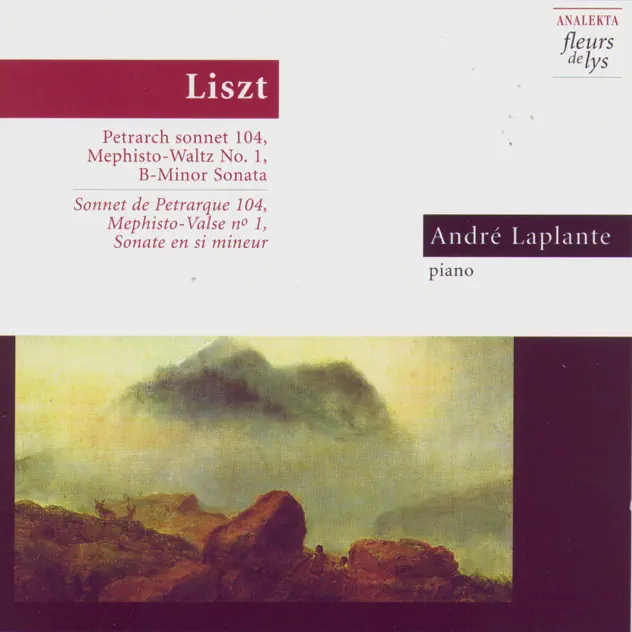 ANALEKTA
fleurs
de lys
Liszt
Petrarch sonnet 104,
Mephisto-Waltz No. 1,
B-Minor Sonata
Sonnet de Petrarque 104,
Mephisto-Valse nº 1,
Sonate en si mineur
André Laplante
piano